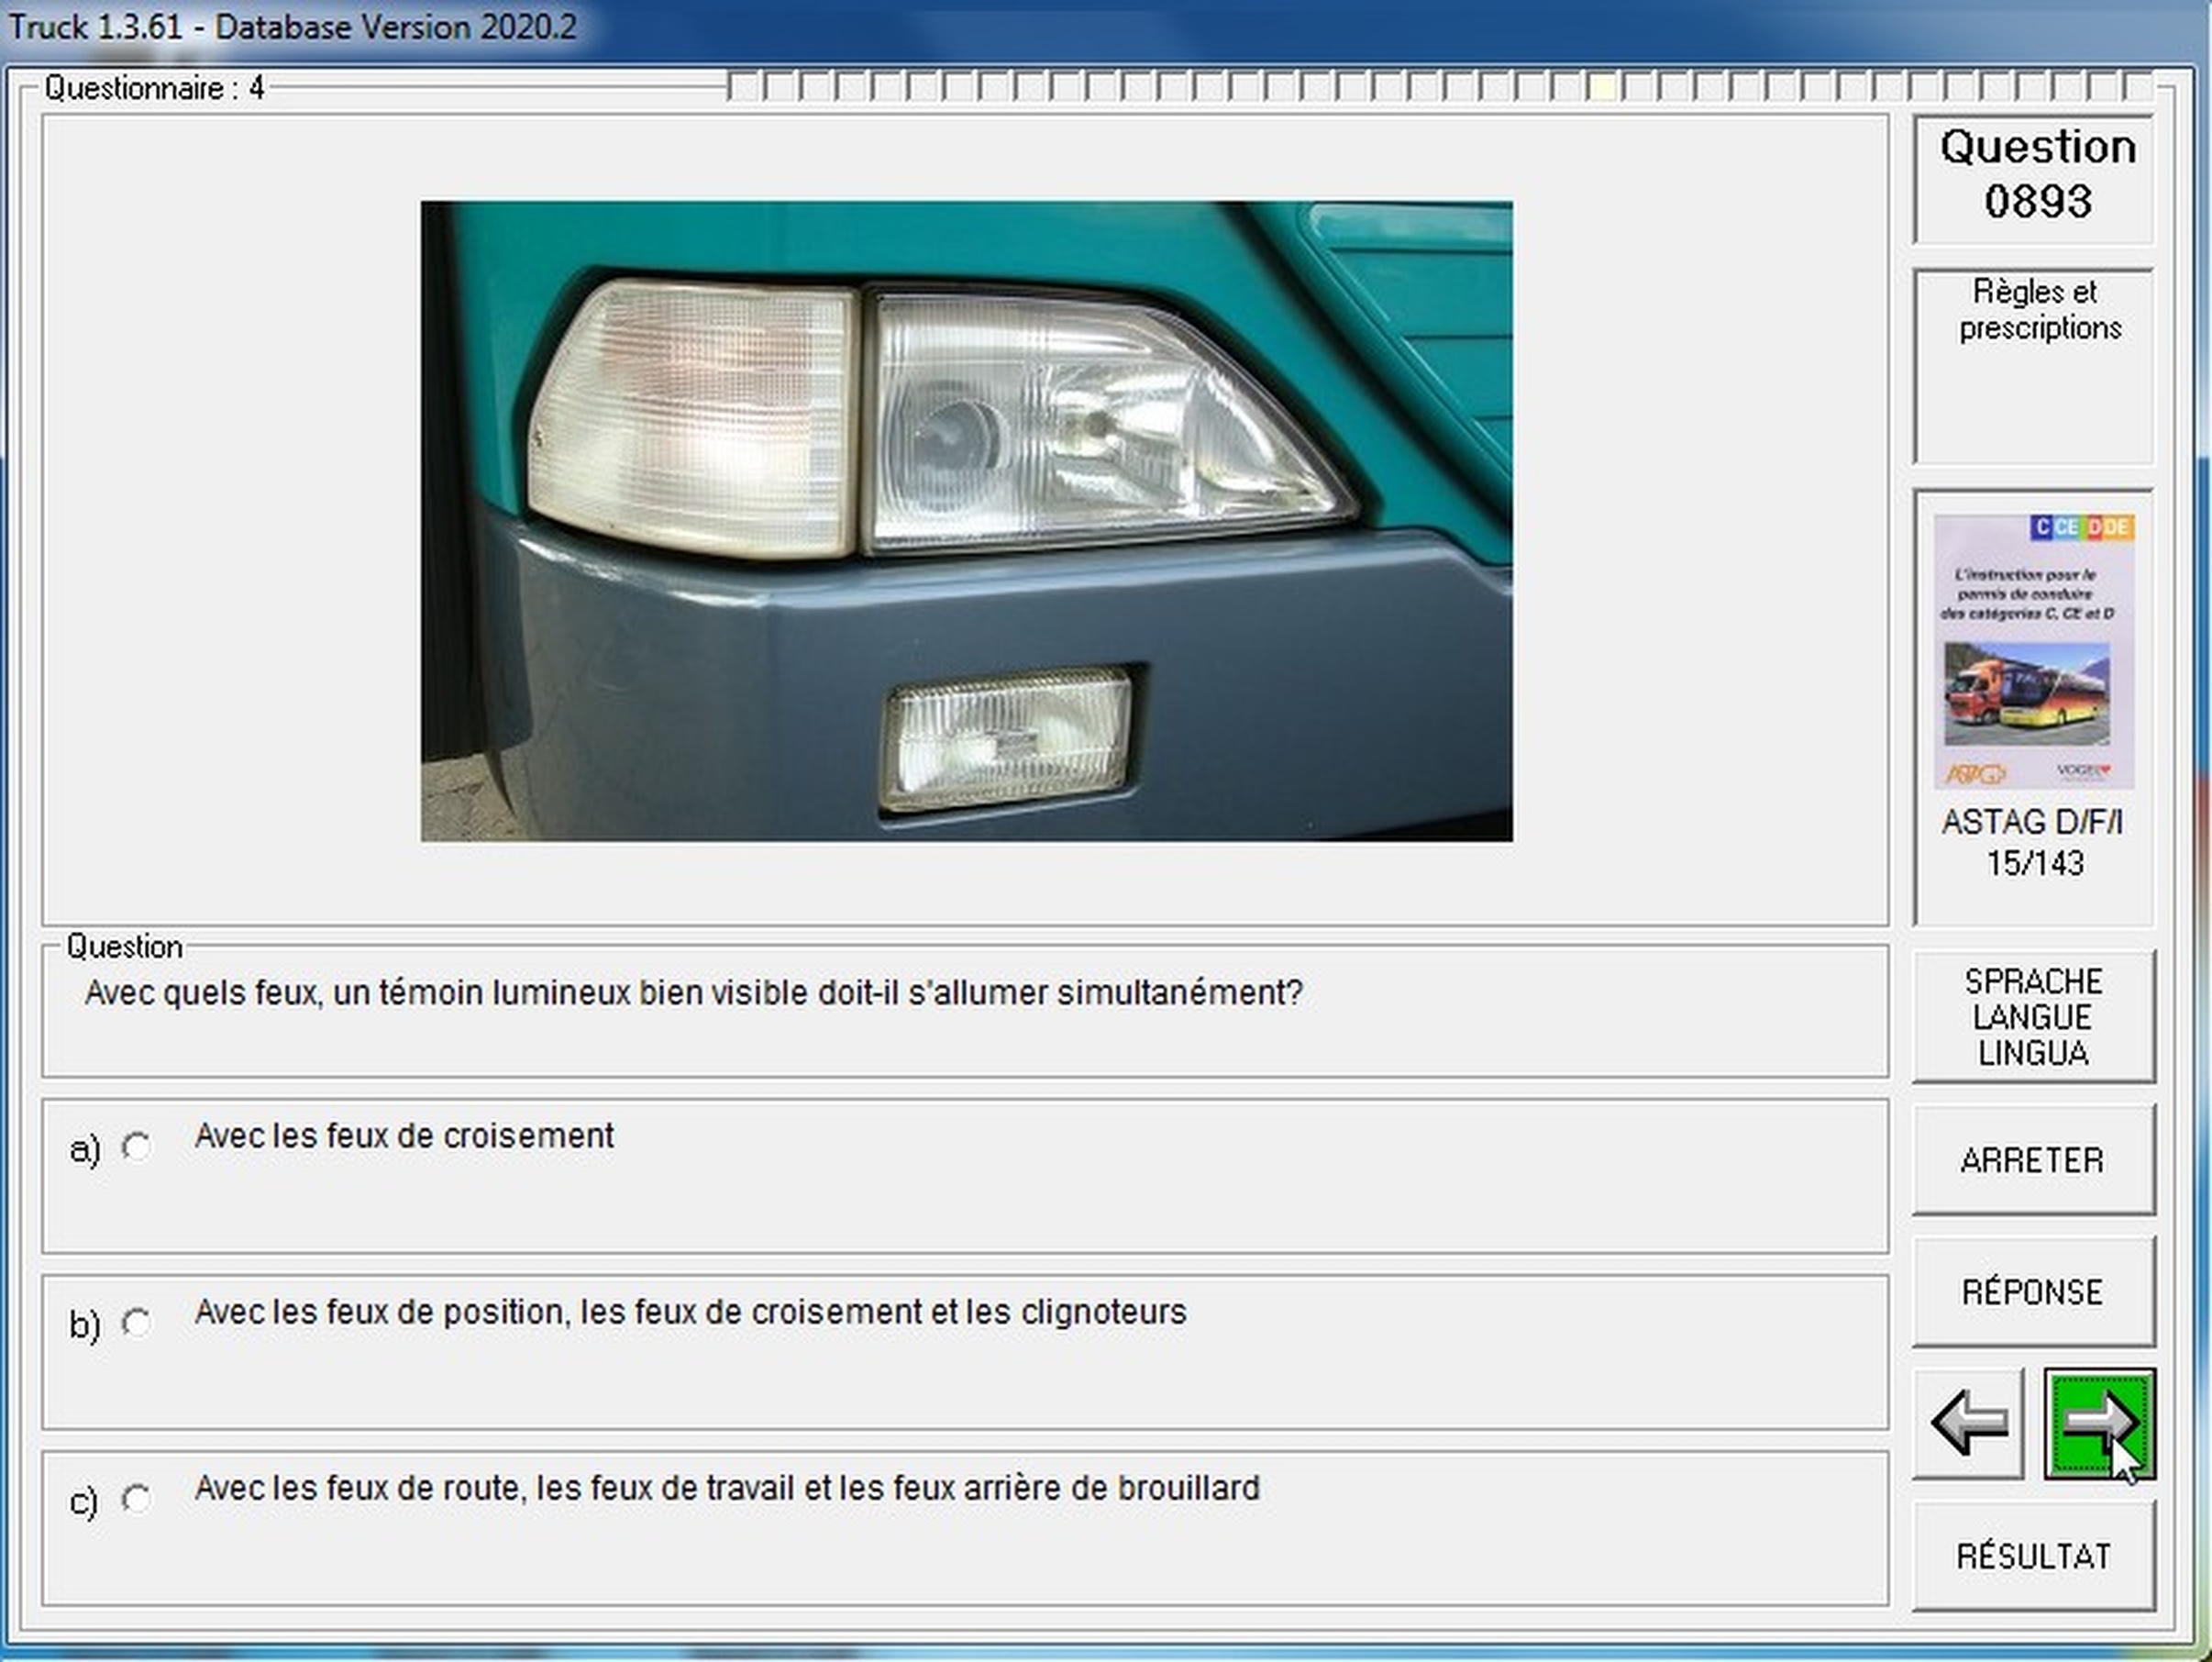 Truck 1.3.61 - Database Version 2020.2
Questionnaire : 4
Question
0893
Règles et
prescriptions
C CE D DE
L'instruction pour le
permis de conduire
des catégories C, CE et D
ASTAG
VOGEL
ASTAG D/F/I
15/143
Question
Avec quels feux, un témoin lumineux bien visible doit-il s'allumer simultanément?
a) Avec les feux de croisement
b) Avec les feux de position, les feux de croisement et les clignoteurs
c) Avec les feux de route, les feux de travail et les feux arrière de brouillard
SPRACHE
LANGUE
LINGUA
ARRETER
RÉPONSE
RÉSULTAT